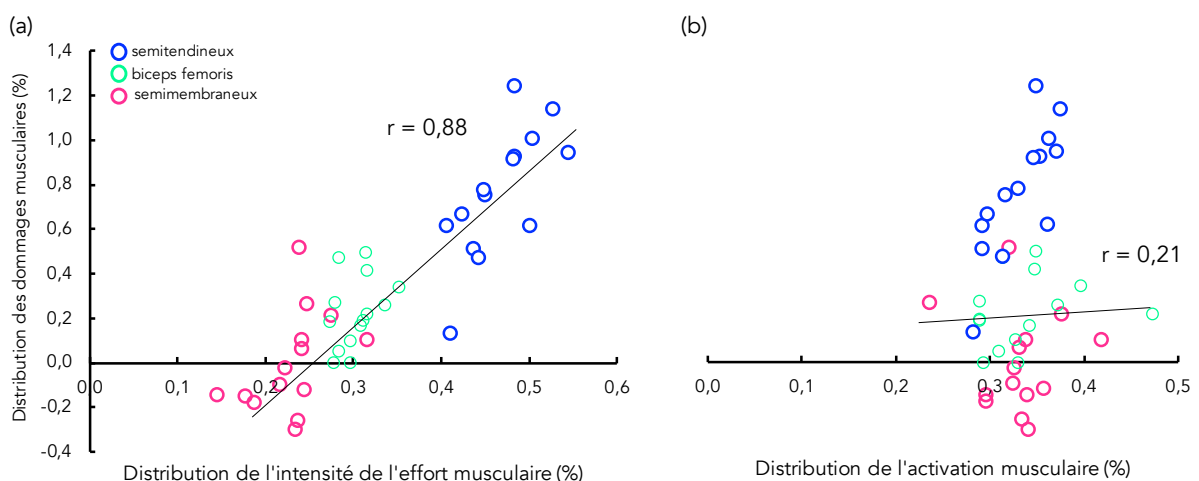 (a)
Distribution des dommages musculaires (%)
1,4
1,2
1,0
0,8
0,6
0,4
0,2
0,0
-0,2
-0,4
semitendineux
biceps femoris
semimembraneux
r = 0,88
0,0 0,1 0,2 0,3 0,4 0,5 0,6
Distribution de l'intensité de l'effort musculaire (%)
(b)
r = 0,21
0,0 0,1 0,2 0,3 0,4 0,5
Distribution de l'activation musculaire (%)